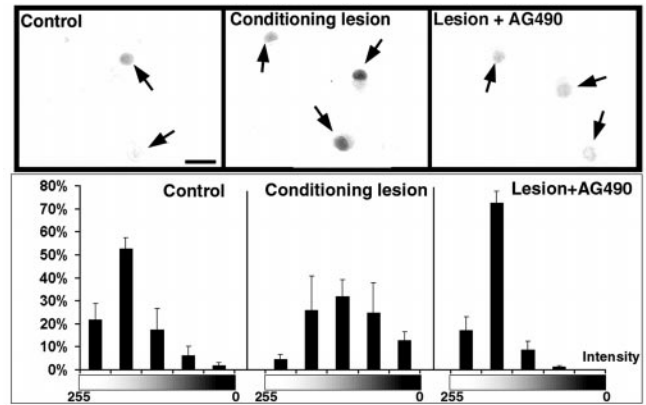 Control
Conditioning lesion
Lesion + AG490
80%
70%
60%
50%
40%
30%
20%
10%
0%
Control
Conditioning lesion
Lesion+AG490
Intensity
255 0
255 0
255 0